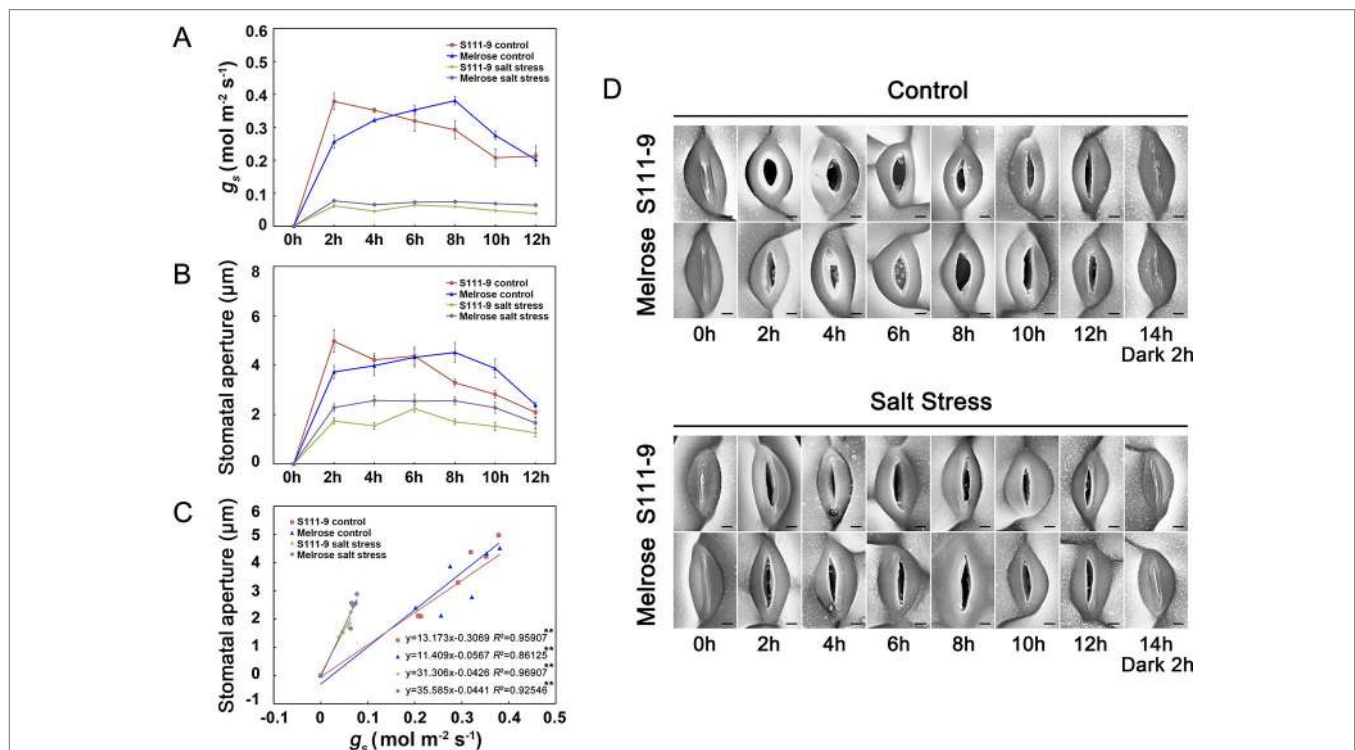 A
0.6
0.5
0.4
0.3
0.2
0.1
0
gs (mol m-2 s-1)
S111-9 control
Melrose control
S111-9 salt stress
Melrose salt stress
0h 2h 4h 6h 8h 10h 12h
B
8
6
4
2
0
Stomatal aperture (μm)
S111-9 control
Melrose control
S111-9 salt stress
Melrose salt stress
0h 2h 4h 6h 8h 10h 12h
C
6
5
4
3
2
1
0
-1
Stomatal aperture (μm)
S111-9 control
Melrose control
S111-9 salt stress
Melrose salt stress
y=13.173x-0.3069 R²=0.95907**
y=11.409x-0.0567 R²=0.86125**
y=31.306x-0.0426 R²=0.96907**
y=35.585x-0.0441 R²=0.92546**
-0.1 0 0.1 0.2 0.3 0.4 0.5
gs (mol m-2 s-1)
D
Control
S111-9
Melrose
0h 2h 4h 6h 8h 10h 12h 14h
Dark 2h
Salt Stress
S111-9
Melrose
0h 2h 4h 6h 8h 10h 12h 14h
Dark 2h